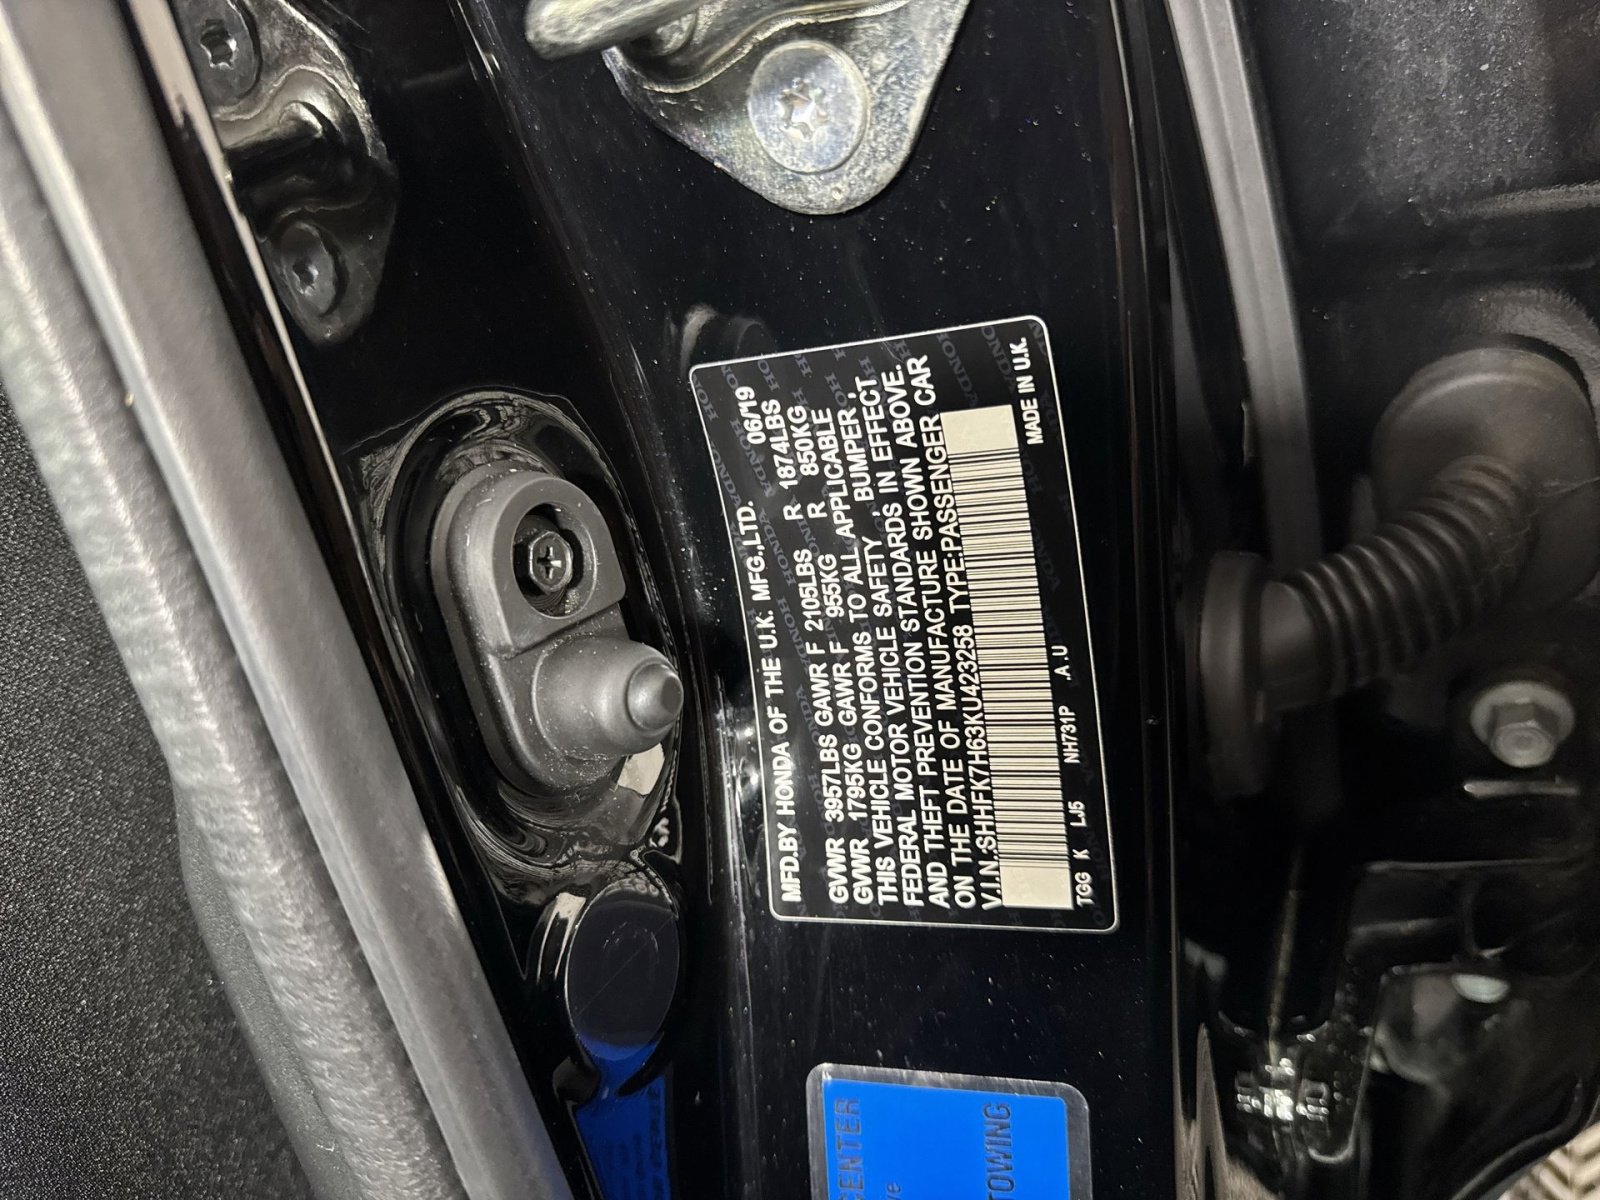 MFD.BY HONDA OF THE U.K. MFG.,LTD. 06/19
GVWR 3957LBS GAWR F 2105LBS R 1874LBS
GVWR 1795KG GAWR F 955KG R 850KG
THIS VEHICLE CONFORMS TO ALL APPLICABLE
FEDERAL MOTOR VEHICLE SAFETY , BUMPER ,
AND THEFT PREVENTION STANDARDS IN EFFECT
ON THE DATE OF MANUFACTURE SHOWN ABOVE.
V.I.N.:SHHFK7H63KU423258 TYPE:PASSENGER CAR
TGG K LJ5 NH731P .A.U MADE IN U.K.
CENTER
TOWING